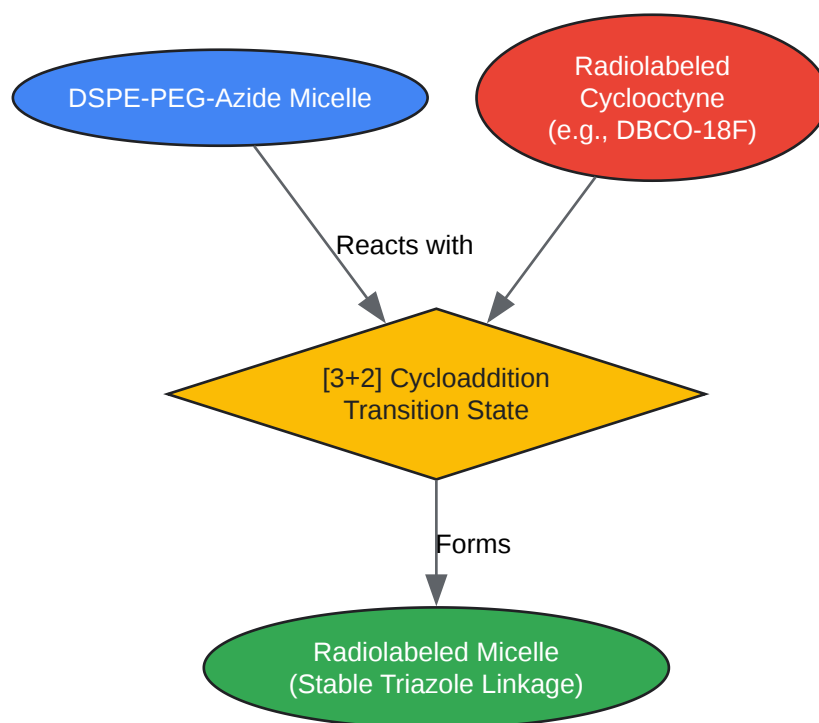 DSPE-PEG-Azide Micelle
Radiolabeled
Cyclooctyne
(e.g., DBCO-18F)
Reacts with
[3+2] Cycloaddition
Transition State
Forms
Radiolabeled Micelle
(Stable Triazole Linkage)